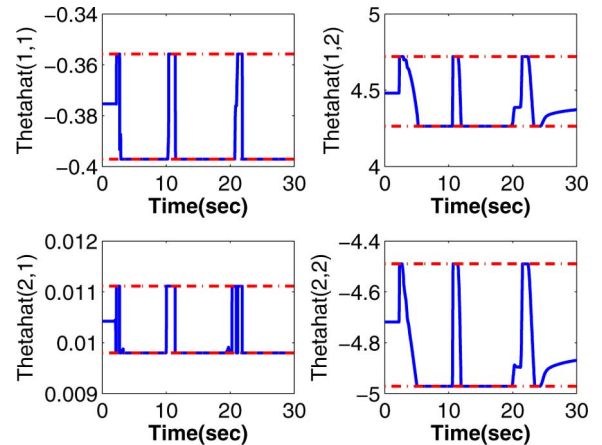 −0.34
−0.36
−0.38
−0.4
Thetahat(1,1)
0 10 20 30
Time(sec)
5
4.5
4
Thetahat(1,2)
0 10 20 30
Time(sec)
0.012
0.011
0.01
0.009
Thetahat(2,1)
0 10 20 30
Time(sec)
−4.4
−4.6
−4.8
−5
Thetahat(2,2)
0 10 20 30
Time(sec)